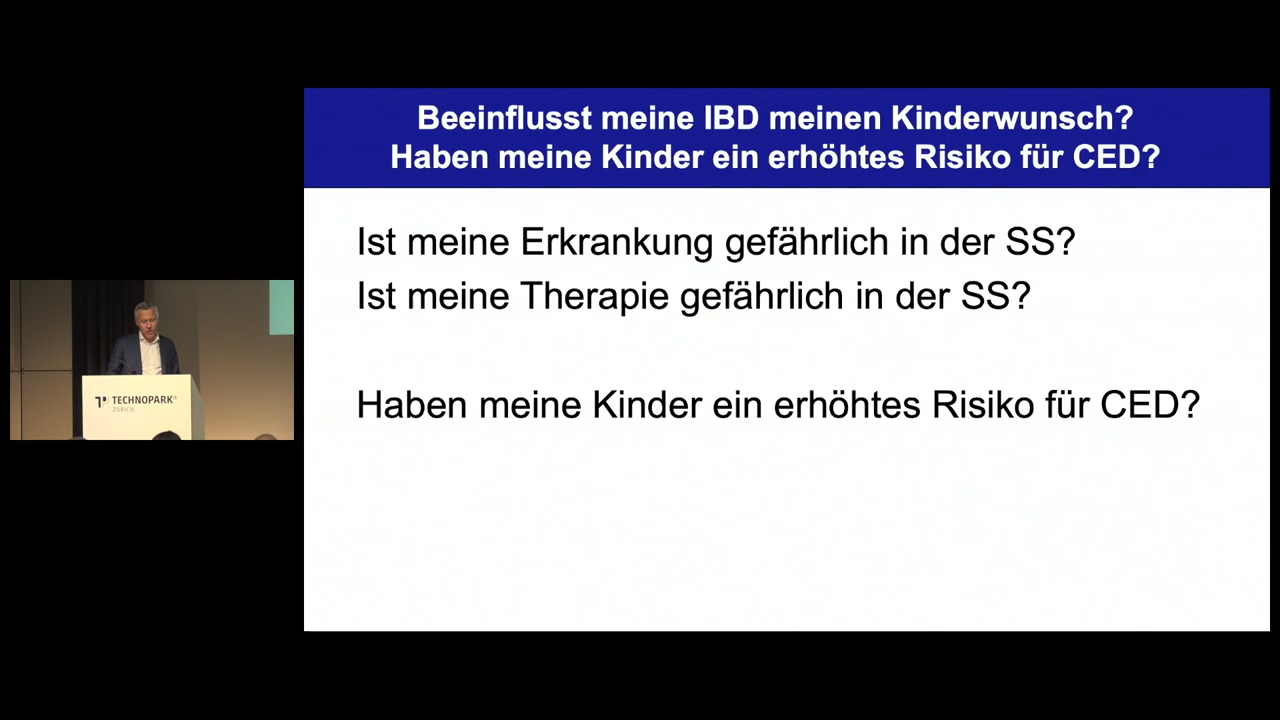 Beeinflusst meine IBD meinen Kinderwunsch?
Haben meine Kinder ein erhöhtes Risiko für CED?
Ist meine Erkrankung gefährlich in der SS?
Ist meine Therapie gefährlich in der SS?
Haben meine Kinder ein erhöhtes Risiko für CED?
TECHNOPARK®
ZÜRICH